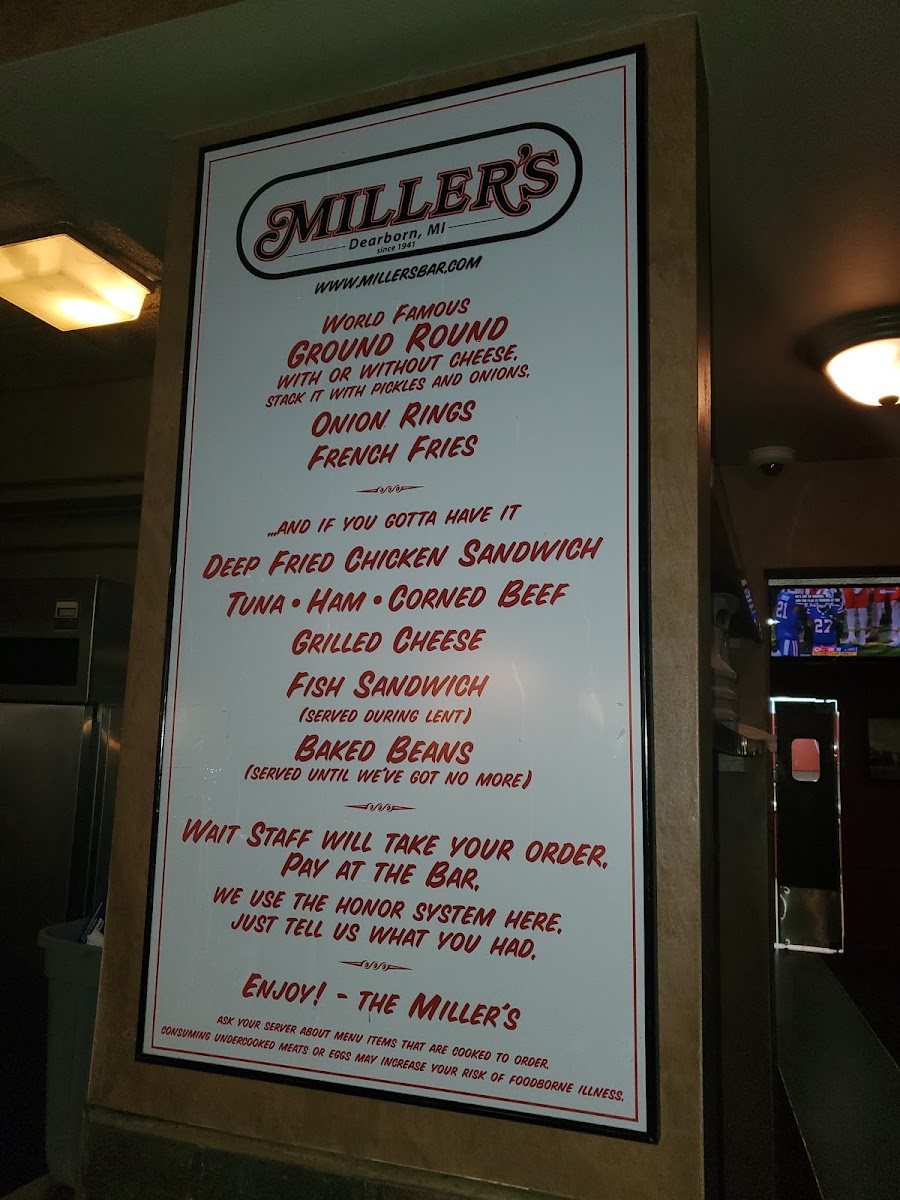 MILLER'S
Dearborn, MI
since 1941
WWW.MILLERSBAR.COM
WORLD FAMOUS
GROUND ROUND
WITH OR WITHOUT CHEESE.
STACK IT WITH PICKLES AND ONIONS.
ONION RINGS
FRENCH FRIES
...AND IF YOU GOTTA HAVE IT
DEEP FRIED CHICKEN SANDWICH
TUNA • HAM • CORNED BEEF
GRILLED CHEESE
FISH SANDWICH
(SERVED DURING LENT)
BAKED BEANS
(SERVED UNTIL WE'VE GOT NO MORE)
WAIT STAFF WILL TAKE YOUR ORDER.
PAY AT THE BAR.
WE USE THE HONOR SYSTEM HERE.
JUST TELL US WHAT YOU HAD.
ENJOY! - THE MILLER'S
ASK YOUR SERVER ABOUT MENU ITEMS THAT ARE COOKED TO ORDER.
CONSUMING UNDERCOOKED MEATS OR EGGS MAY INCREASE YOUR RISK OF FOODBORNE ILLNESS.
21
27